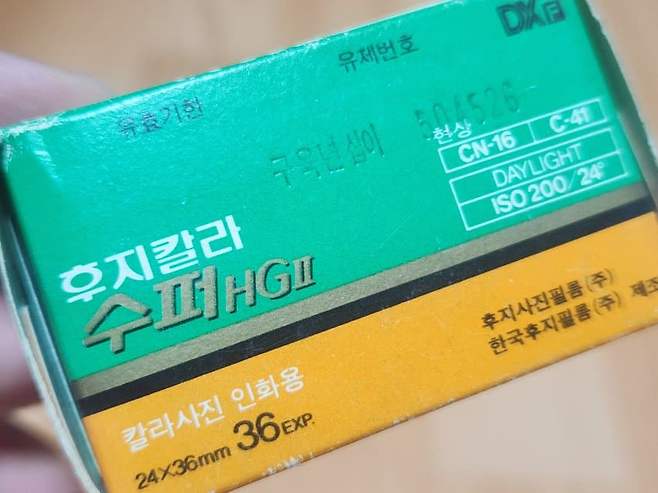 DXF
유제번호
504526
유효기한
구육년십이
현상
CN-16 C-41
DAYLIGHT
ISO 200/24°
후지칼라
수퍼HGII
후지사진필름(주)
한국후지필름(주) 제조
칼라사진 인화용
24×36mm 36EXP.